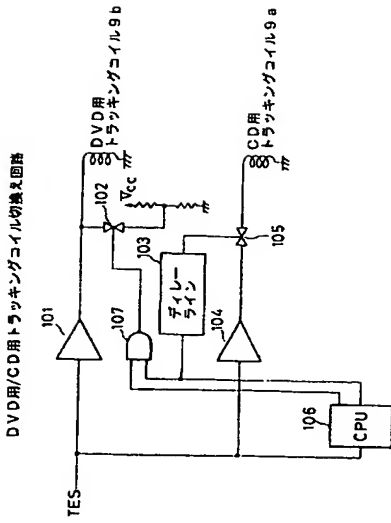 DVD用/CD用トラッキングコイル切換え回路
TES
101
DVD用
トラッキングコイル9b
102
Vcc
107
103
ディレー
ライン
CD用
トラッキングコイル9a
104
105
106
CPU